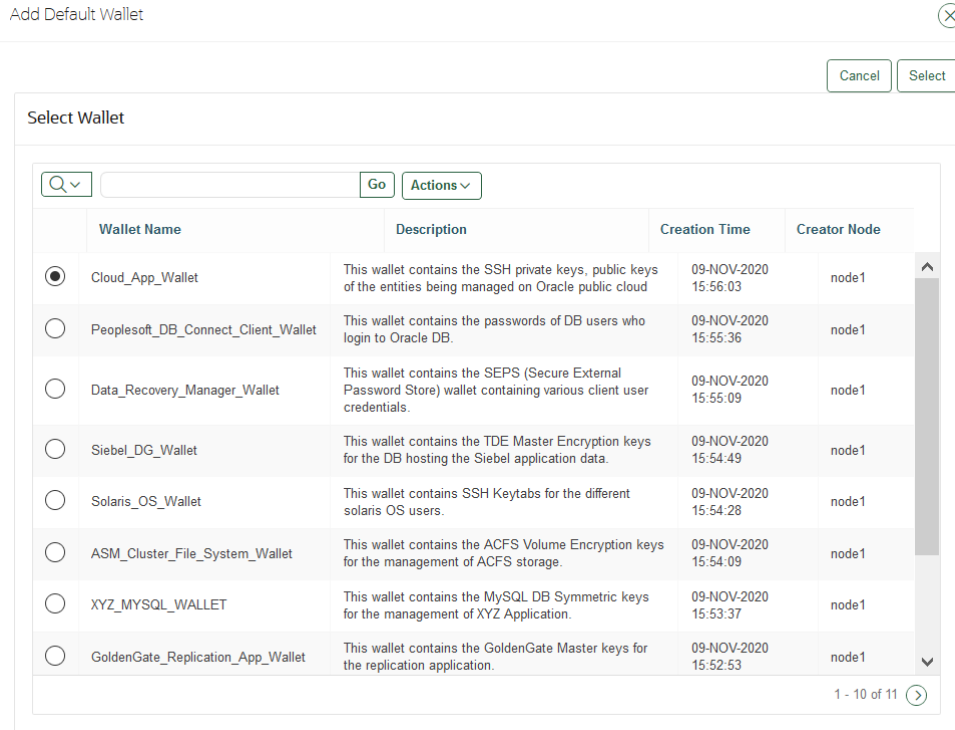 Add Default Wallet
Cancel
Select
Select Wallet
Go
Actions
Wallet Name
Description
Creation Time
Creator Node
Cloud_App_Wallet
This wallet contains the SSH private keys, public keys
of the entities being managed on Oracle public cloud
09-NOV-2020
15:56:03
node1
Peoplesoft_DB_Connect_Client_Wallet
This wallet contains the passwords of DB users who
login to Oracle DB.
09-NOV-2020
15:55:36
node1
Data_Recovery_Manager_Wallet
This wallet contains the SEPS (Secure External
Password Store) wallet containing various client user
credentials.
09-NOV-2020
15:55:09
node1
Siebel_DG_Wallet
This wallet contains the TDE Master Encryption keys
for the DB hosting the Siebel application data.
09-NOV-2020
15:54:49
node1
Solaris_OS_Wallet
This wallet contains SSH Keytabs for the different
solaris OS users.
09-NOV-2020
15:54:28
node1
ASM_Cluster_File_System_Wallet
This wallet contains the ACFS Volume Encryption keys
for the management of ACFS storage.
09-NOV-2020
15:54:09
node1
XYZ_MYSQL_WALLET
This wallet contains the MySQL DB Symmetric keys
for the management of XYZ Application.
09-NOV-2020
15:53:37
node1
GoldenGate_Replication_App_Wallet
This wallet contains the GoldenGate Master keys for
the replication application.
09-NOV-2020
15:52:53
node1
1 - 10 of 11